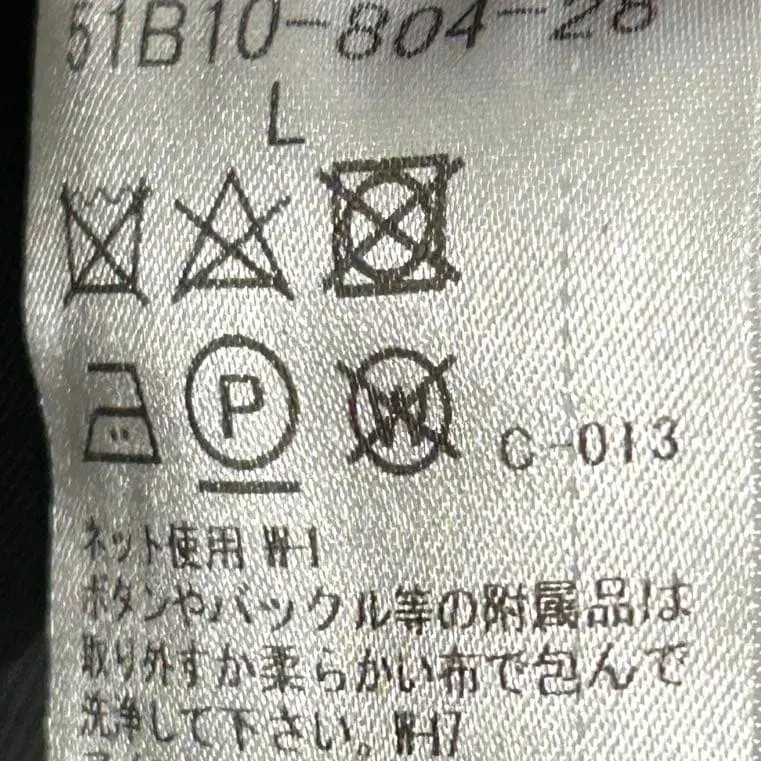 51B10-804-28
L
P
W
C-013
ネット使用 W-1
ボタンやバックル等の附属品は
取り外すか柔らかい布で包んで
洗浄して下さい。W-17